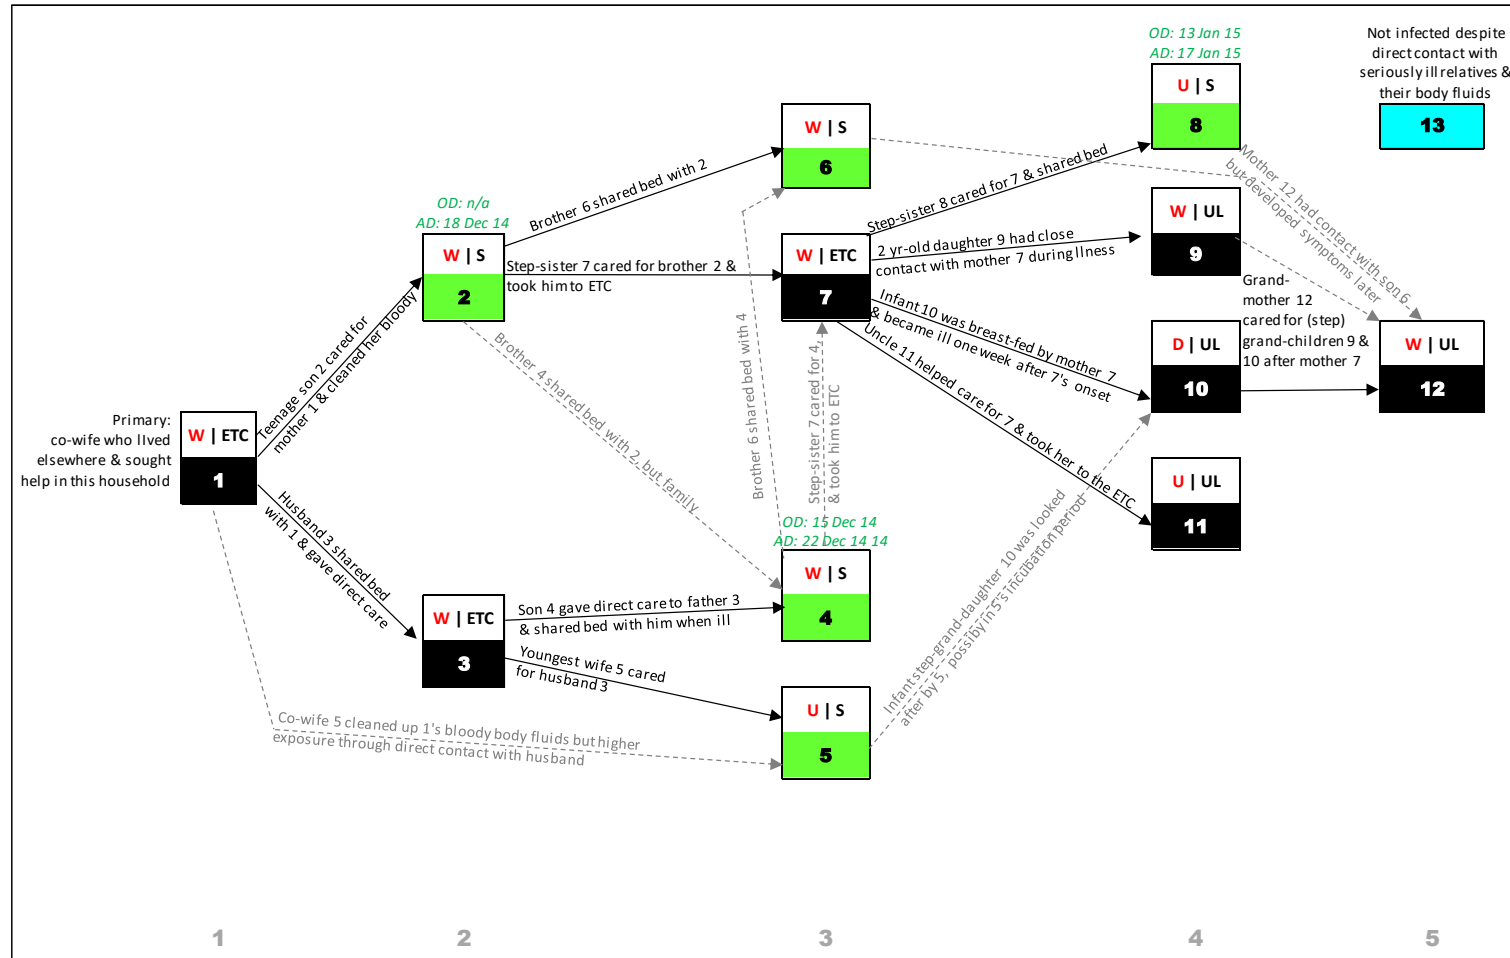 OD: 13 Jan 15
AD: 17 Jan 15
U | S
8
Not infected despite
direct contact with
seriously ill relatives &
their body fluids
13
W | S
6
Brother 6 shared bed with 2
Step-sister 8 cared for 7 & shared bed
Mother 12 had contact with son 6
but developed symptoms later
OD: n/a
AD: 18 Dec 14
W | S
2
Step-sister 7 cared for brother 2 &
took him to ETC
W | ETC
7
2 yr-old daughter 9 had close
contact with mother 7 during llness
W | UL
9
Grand-
mother 12
cared for (step)
grand-children 9 &
10 after mother 7
Infant 10 was breast-fed by mother 7
& became ill one week after 7's onset
Uncle 11 helped care for 7 & took her to the ETC
D | UL
10
W | UL
12
U | UL
11
Teenage son 2 cared for
mother 1 & cleaned her bloody
Brother 4 shared bed with 2, but family
Brother 6 shared bed with 4
Step-sister 7 cared for 4,
& took him to ETC
Primary:
co-wife who lIved
elsewhere & sought
help in this household
W | ETC
1
Husband 3 shared bed
with 1 & gave direct care
OD: 15 Dec 14
AD: 22 Dec 14 14
W | S
4
W | ETC
3
Son 4 gave direct care to father 3
& shared bed with him when ill
Youngest wife 5 cared
for husband 3
U | S
5
Co-wife 5 cleaned up 1's bloody body fluids but higher
exposure through direct contact with husband
Infant step-grand-daughter 10 was looked
after by 5, possiby in 5's incubation period
1
2
3
4
5